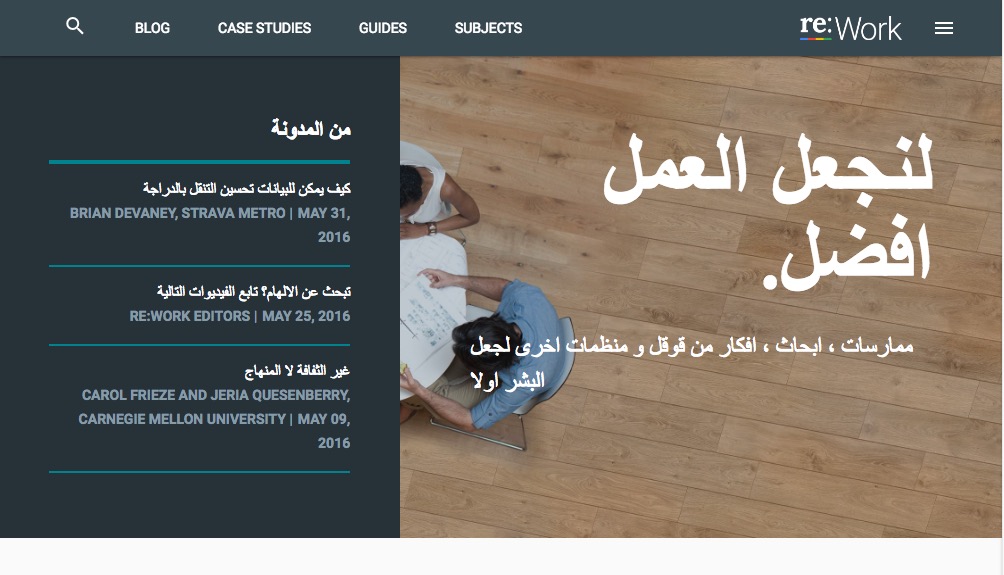 BLOG CASE STUDIES GUIDES SUBJECTS re:Work
من المدونة
كيف يمكن للبيانات تحسين التنقل بالدراجة
BRIAN DEVANEY, STRAVA METRO | MAY 31,
2016
تبحث عن الالهام؟ تابع الفيديوات التالية
RE:WORK EDITORS | MAY 25, 2016
غير الثقافة لا المنهاج
CAROL FRIEZE AND JERIA QUESENBERRY,
CARNEGIE MELLON UNIVERSITY | MAY 09,
2016
لنجعل العمل
افضل.
ممارسات ، ابحاث ، افكار من قوقل و منظمات اخرى لجعل
البشر اولا